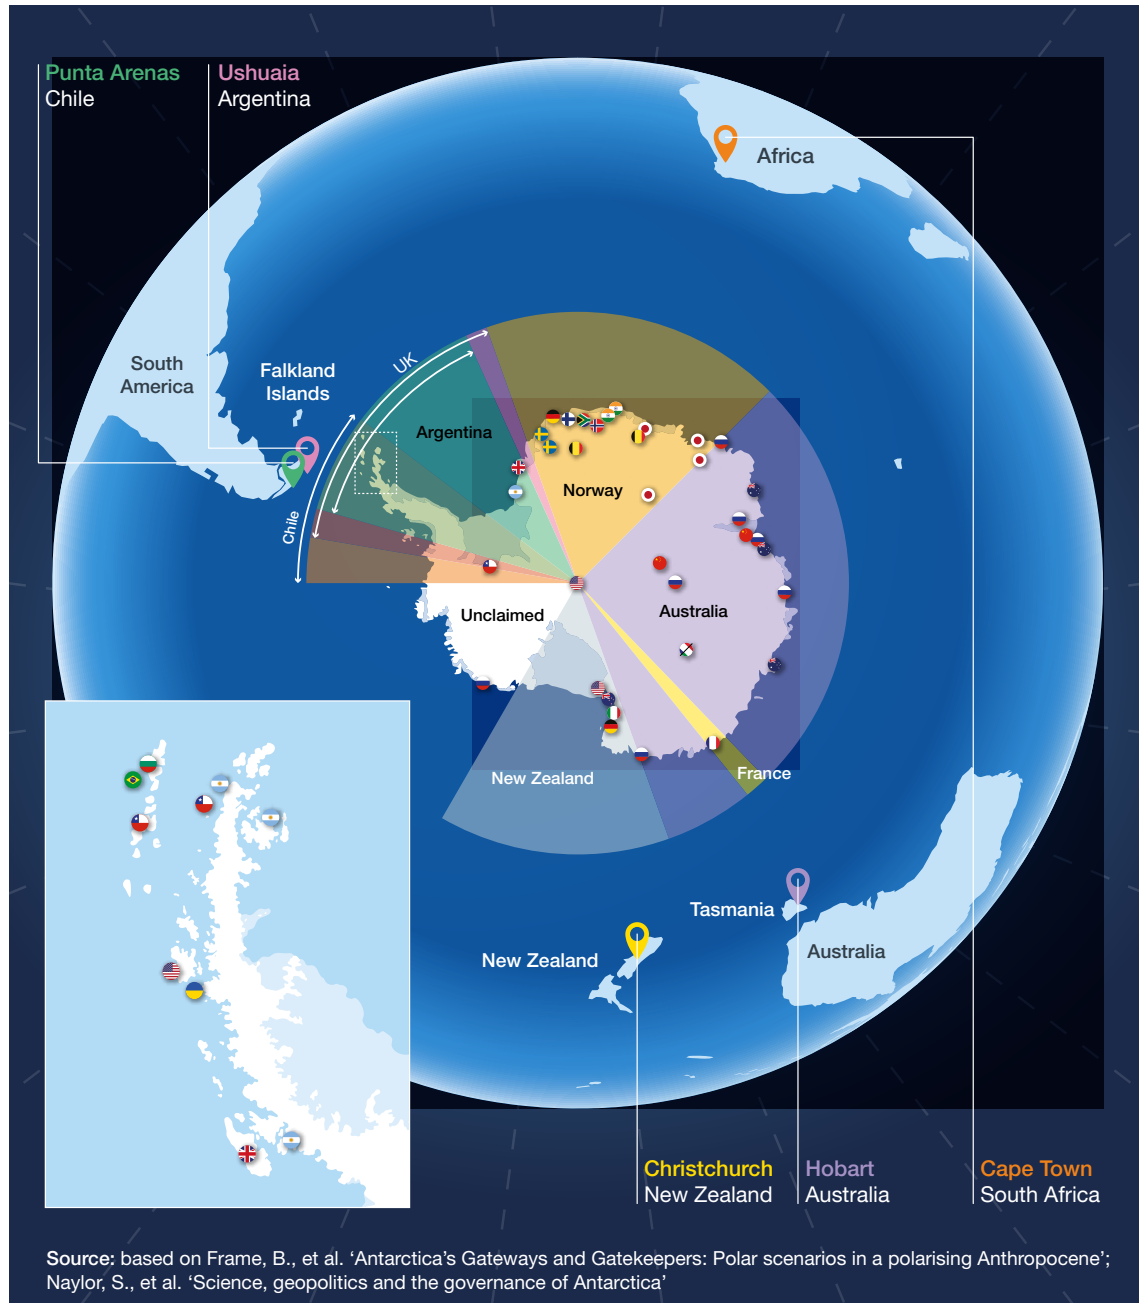 Punta Arenas
Chile
Ushuaia
Argentina
Africa
South
America
Falkland
Islands
UK
Argentina
Chile
Norway
Unclaimed
Australia
New Zealand
France
Tasmania
Australia
New Zealand
Christchurch
New Zealand
Hobart
Australia
Cape Town
South Africa
Source: based on Frame, B., et al. ‘Antarctica’s Gateways and Gatekeepers: Polar scenarios in a polarising Anthropocene’;
Naylor, S., et al. ‘Science, geopolitics and the governance of Antarctica’